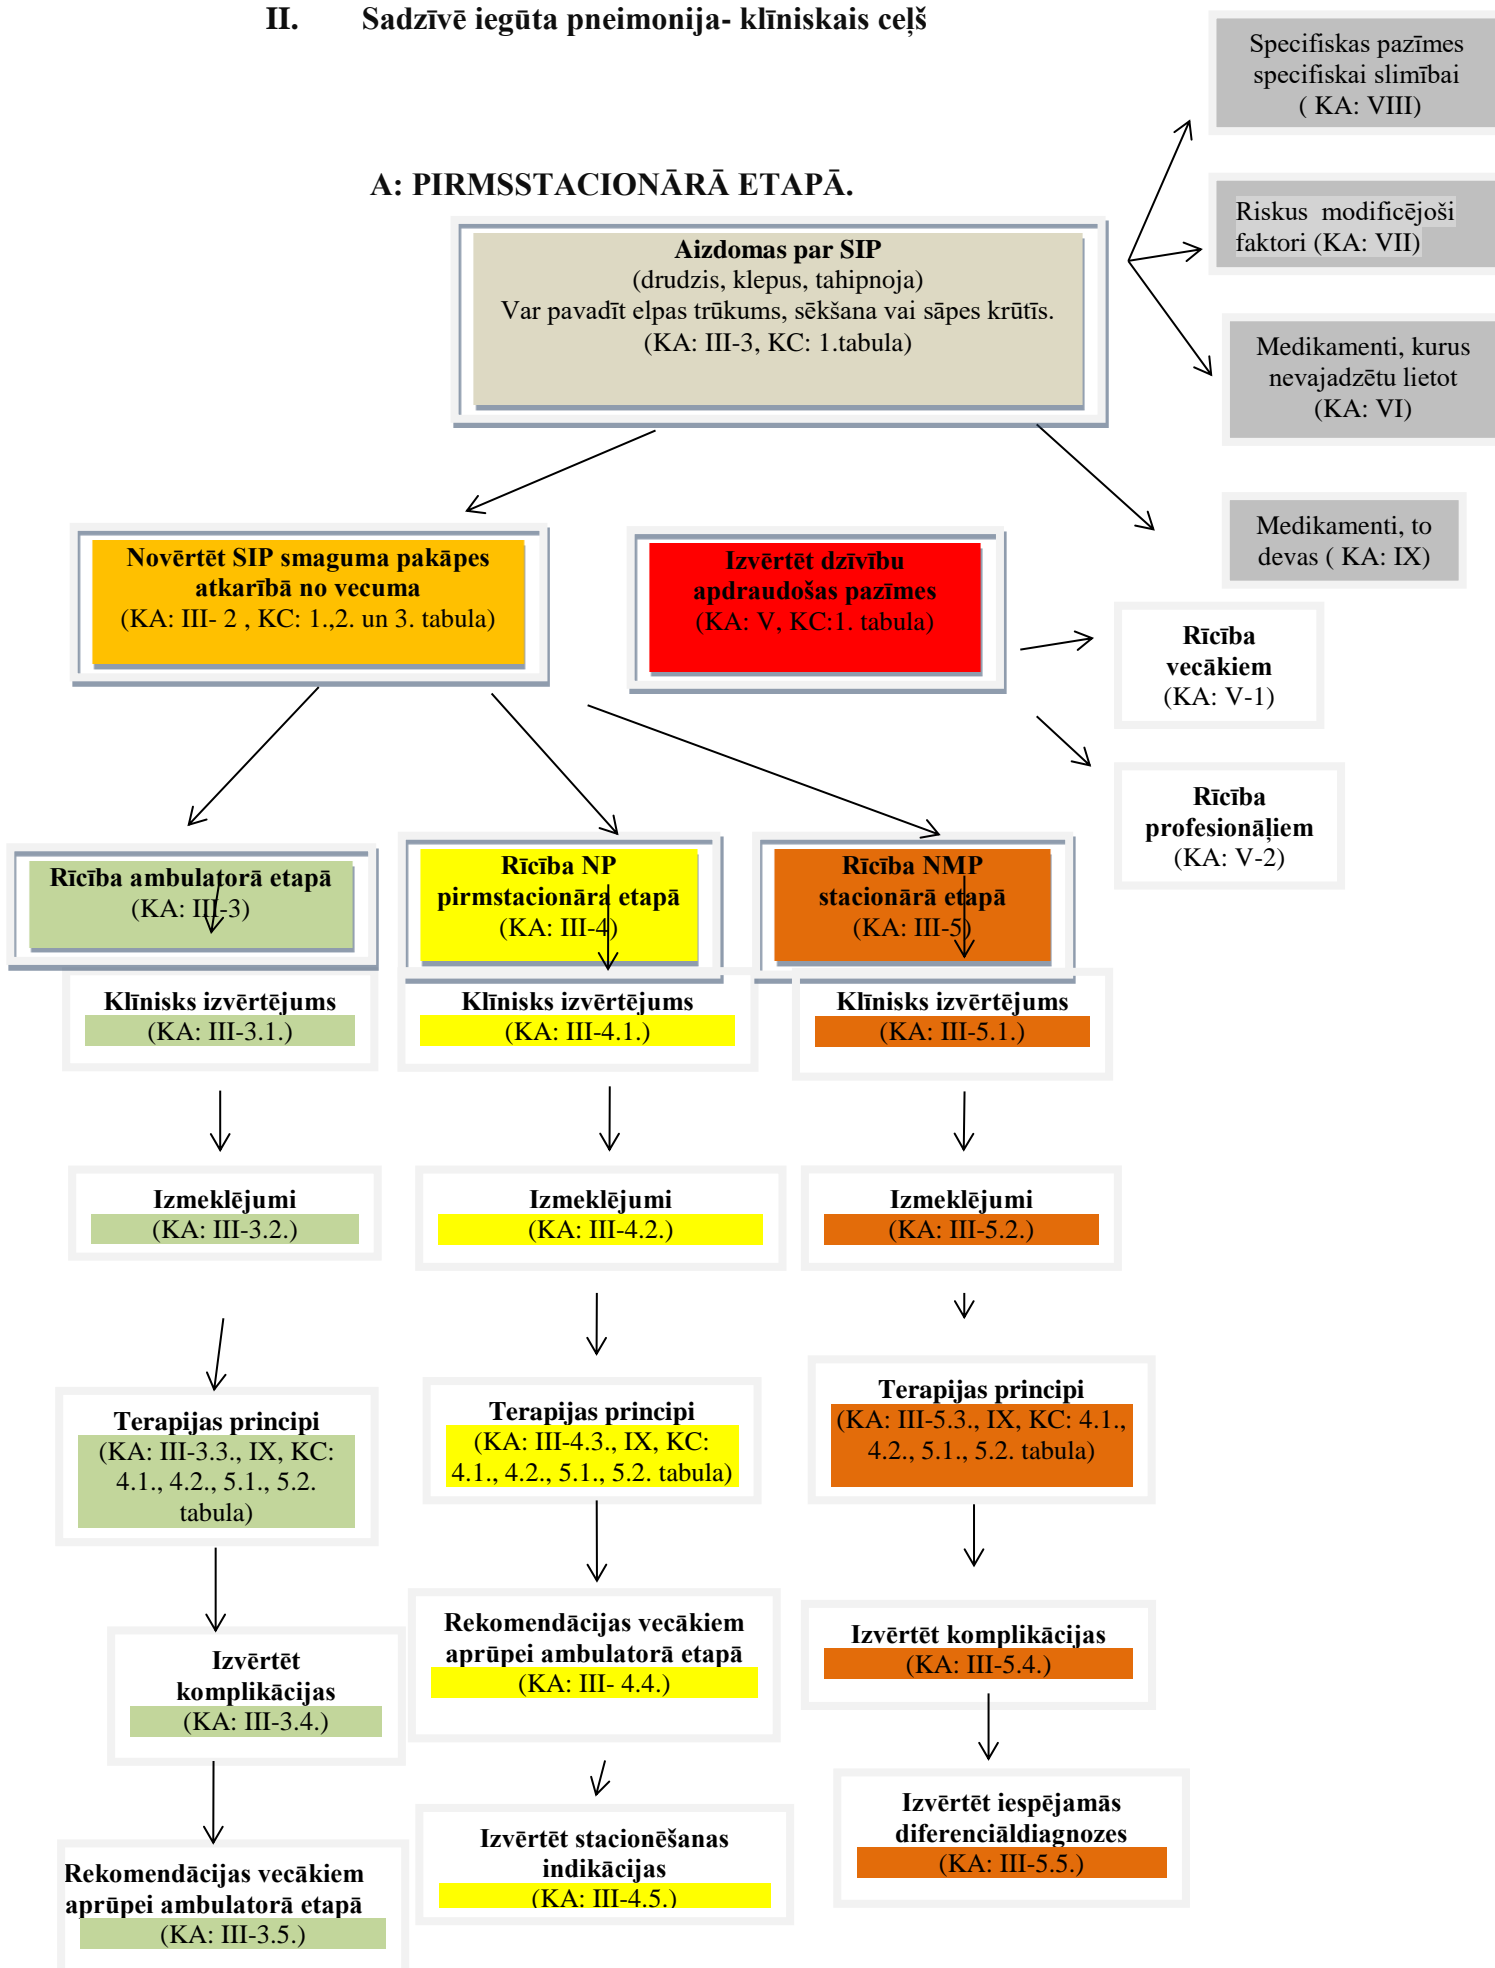 II. Sadzīvē iegūta pneimonija- klīniskais ceļš
Specifiskas pazīmes
specifiskai slimībai
( KA: VIII)
A: PIRMSSTACIONĀRĀ ETAPĀ.
Riskus modificējoši
faktori (KA: VII)
Aizdomas par SIP
(drudzis, klepus, tahipnoja)
Var pavadīt elpas trūkums, sēkšana vai sāpes krūtīs.
(KA: III-3, KC: 1.tabula)
Medikamenti, kurus
nevajadzētu lietot
(KA: VI)
Medikamenti, to
devas ( KA: IX)
Novērtēt SIP smaguma pakāpes
atkarībā no vecuma
(KA: III- 2 , KC: 1.,2. un 3. tabula)
Izvērtēt dzīvību
apdraudošas pazīmes
(KA: V, KC:1. tabula)
Rīcība
vecākiem
(KA: V-1)
Rīcība
profesionāļiem
(KA: V-2)
Rīcība ambulatorā etapā
(KA: III-3)
Rīcība NP
pirmstacionāra etapā
(KA: III-4)
Rīcība NMP
stacionārā etapā
(KA: III-5)
Klīnisks izvērtējums
(KA: III-3.1.)
Klīnisks izvērtējums
(KA: III-4.1.)
Klīnisks izvērtējums
(KA: III-5.1.)
Izmeklējumi
(KA: III-3.2.)
Izmeklējumi
(KA: III-4.2.)
Izmeklējumi
(KA: III-5.2.)
Terapijas principi
(KA: III-3.3., IX, KC:
4.1., 4.2., 5.1., 5.2.
tabula)
Terapijas principi
(KA: III-4.3., IX, KC:
4.1., 4.2., 5.1., 5.2. tabula)
Terapijas principi
(KA: III-5.3., IX, KC: 4.1.,
4.2., 5.1., 5.2. tabula)
Izvērtēt
komplikācijas
(KA: III-3.4.)
Rekomendācijas vecākiem
aprūpei ambulatorā etapā
(KA: III- 4.4.)
Izvērtēt komplikācijas
(KA: III-5.4.)
Rekomendācijas vecākiem
aprūpei ambulatorā etapā
(KA: III-3.5.)
Izvērtēt stacionēšanas
indikācijas
(KA: III-4.5.)
Izvērtēt iespējamās
diferenciāldiagnozes
(KA: III-5.5.)